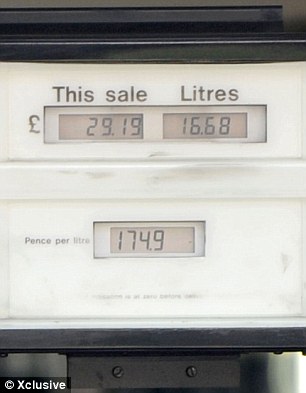 This sale Litres
£ 29.19 16.68
Pence per litre 174.9
© Xclusive